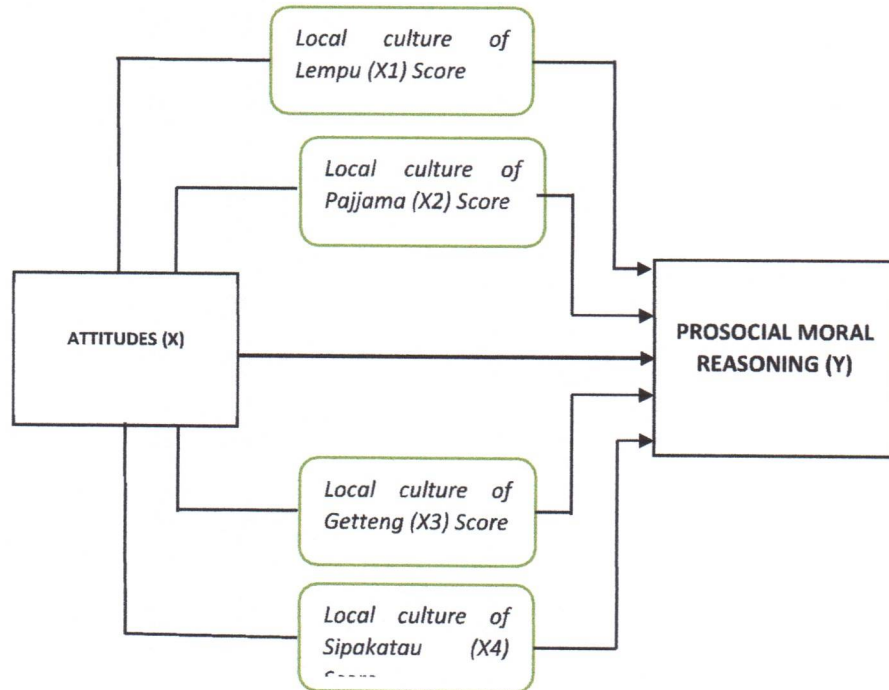 Local culture of
Lempu (X1) Score
Local culture of
Pajjama (X2) Score
ATTITUDES (X)
PROSOCIAL MORAL
REASONING (Y)
Local culture of
Getteng (X3) Score
Local culture of
Sipakatau (X4)